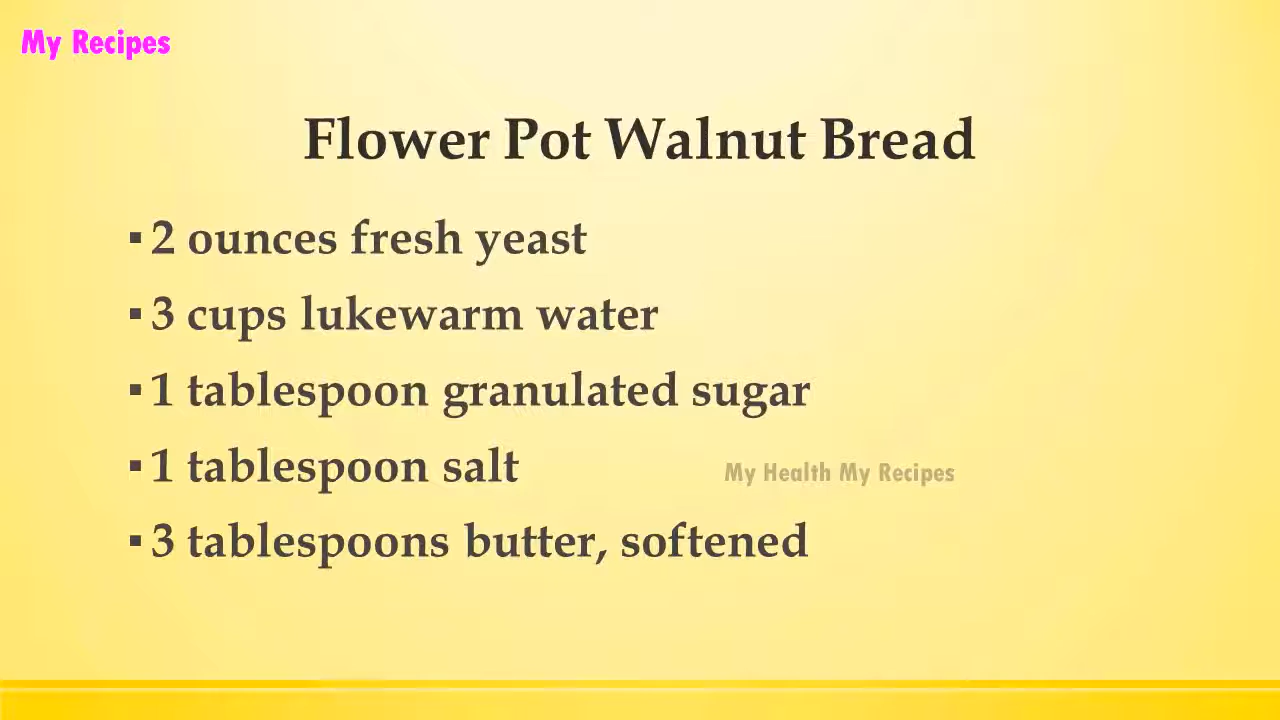 My Recipes
Flower Pot Walnut Bread
▪ 2 ounces fresh yeast
▪ 3 cups lukewarm water
▪ 1 tablespoon granulated sugar
▪ 1 tablespoon salt
My Health My Recipes
▪ 3 tablespoons butter, softened